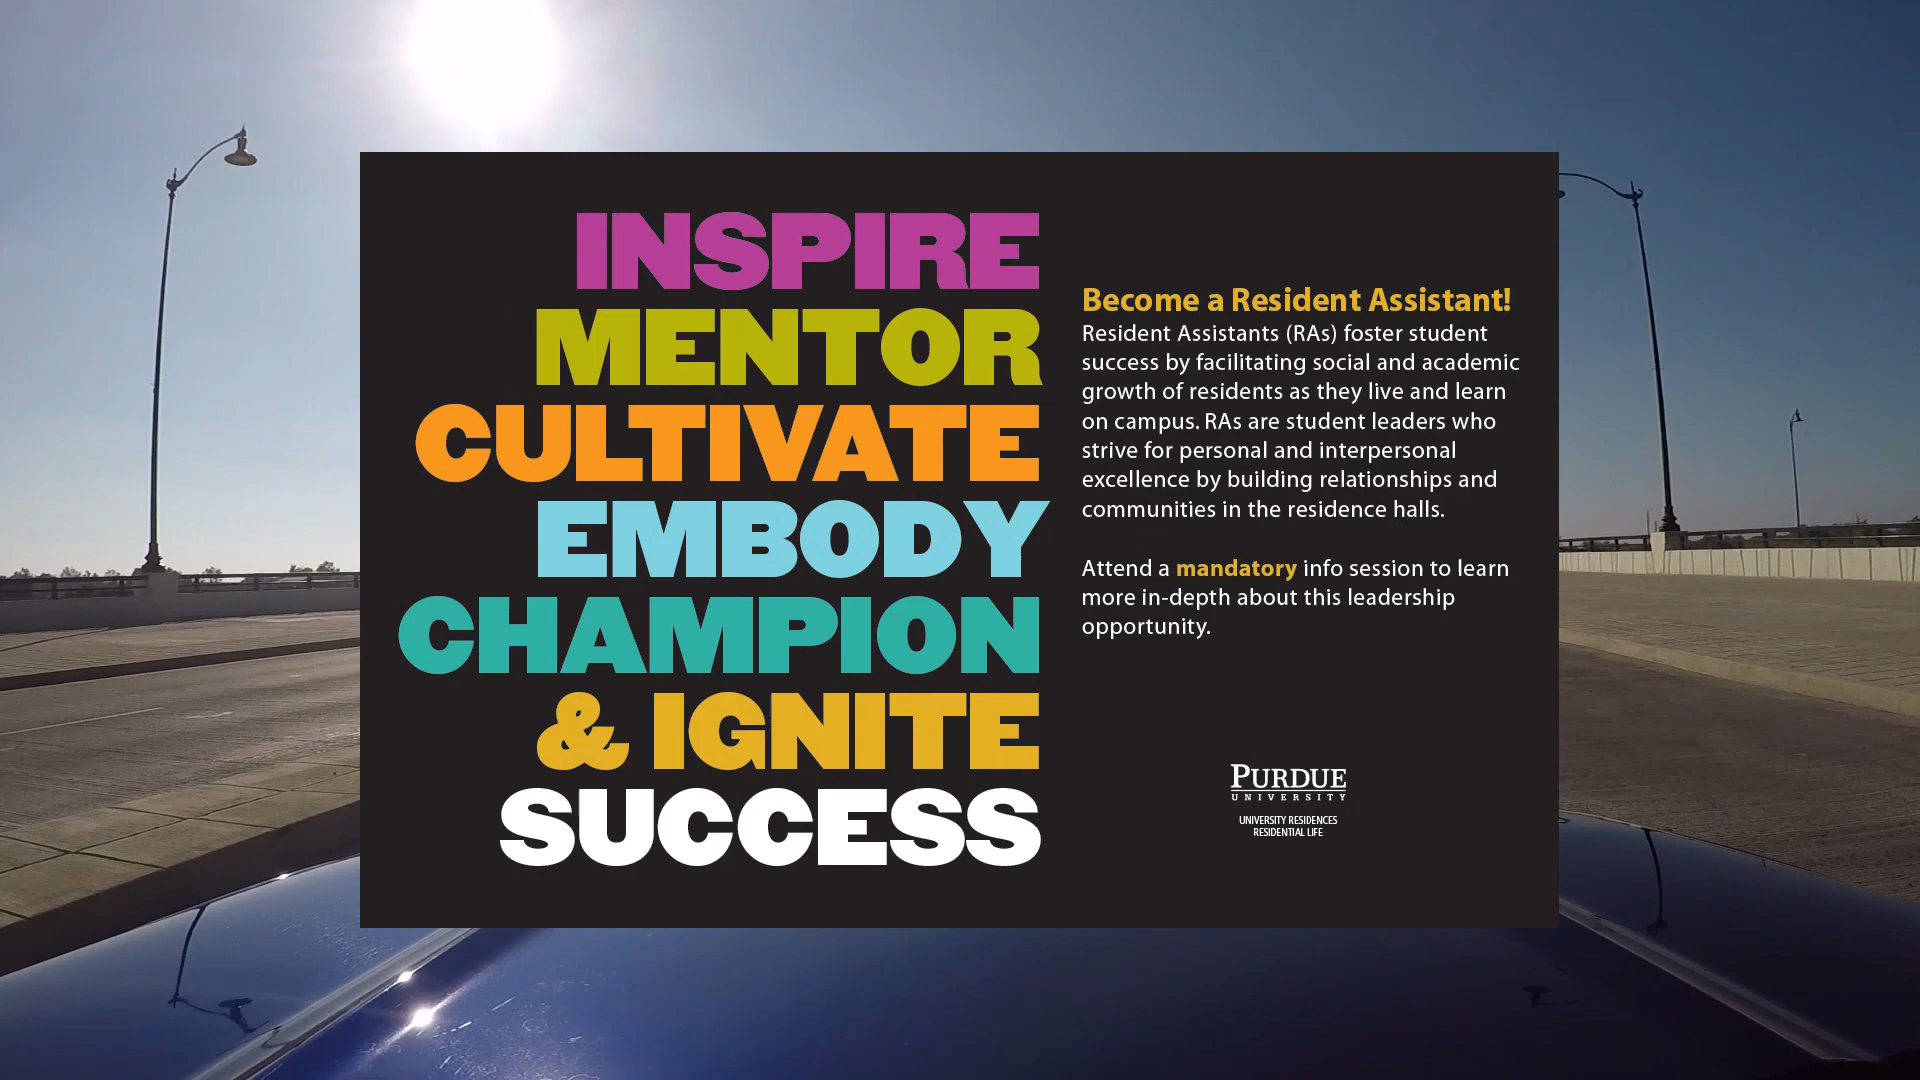 INSPIRE
MENTOR
CULTIVATE
EMBODY
CHAMPION
& IGNITE
SUCCESS
Become a Resident Assistant!
Resident Assistants (RAs) foster student
success by facilitating social and academic
growth of residents as they live and learn
on campus. RAs are student leaders who
strive for personal and interpersonal
excellence by building relationships and
communities in the residence halls.
Attend a mandatory info session to learn
more in-depth about this leadership
opportunity.
PURDUE
UNIVERSITY
UNIVERSITY RESIDENCES
RESIDENTIAL LIFE